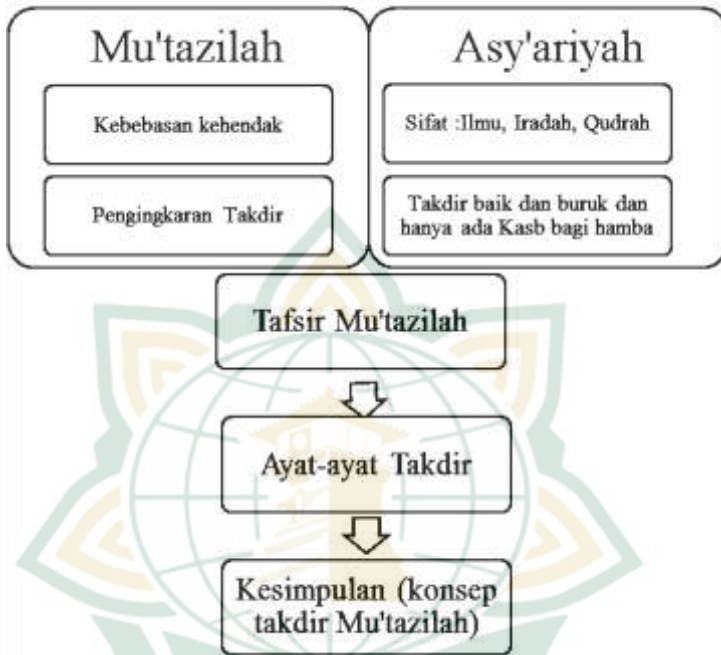 Mu'tazilah
Kebebasan kehendak
Pengingkaran Takdir
Asy'ariyah
Sifat :Ilmu, Iradah, Qudrah
Takdir baik dan buruk dan
hanya ada Kasb bagi hamba
Tafsir Mu'tazilah
Ayat-ayat Takdir
Kesimpulan (konsep
takdir Mu'tazilah)